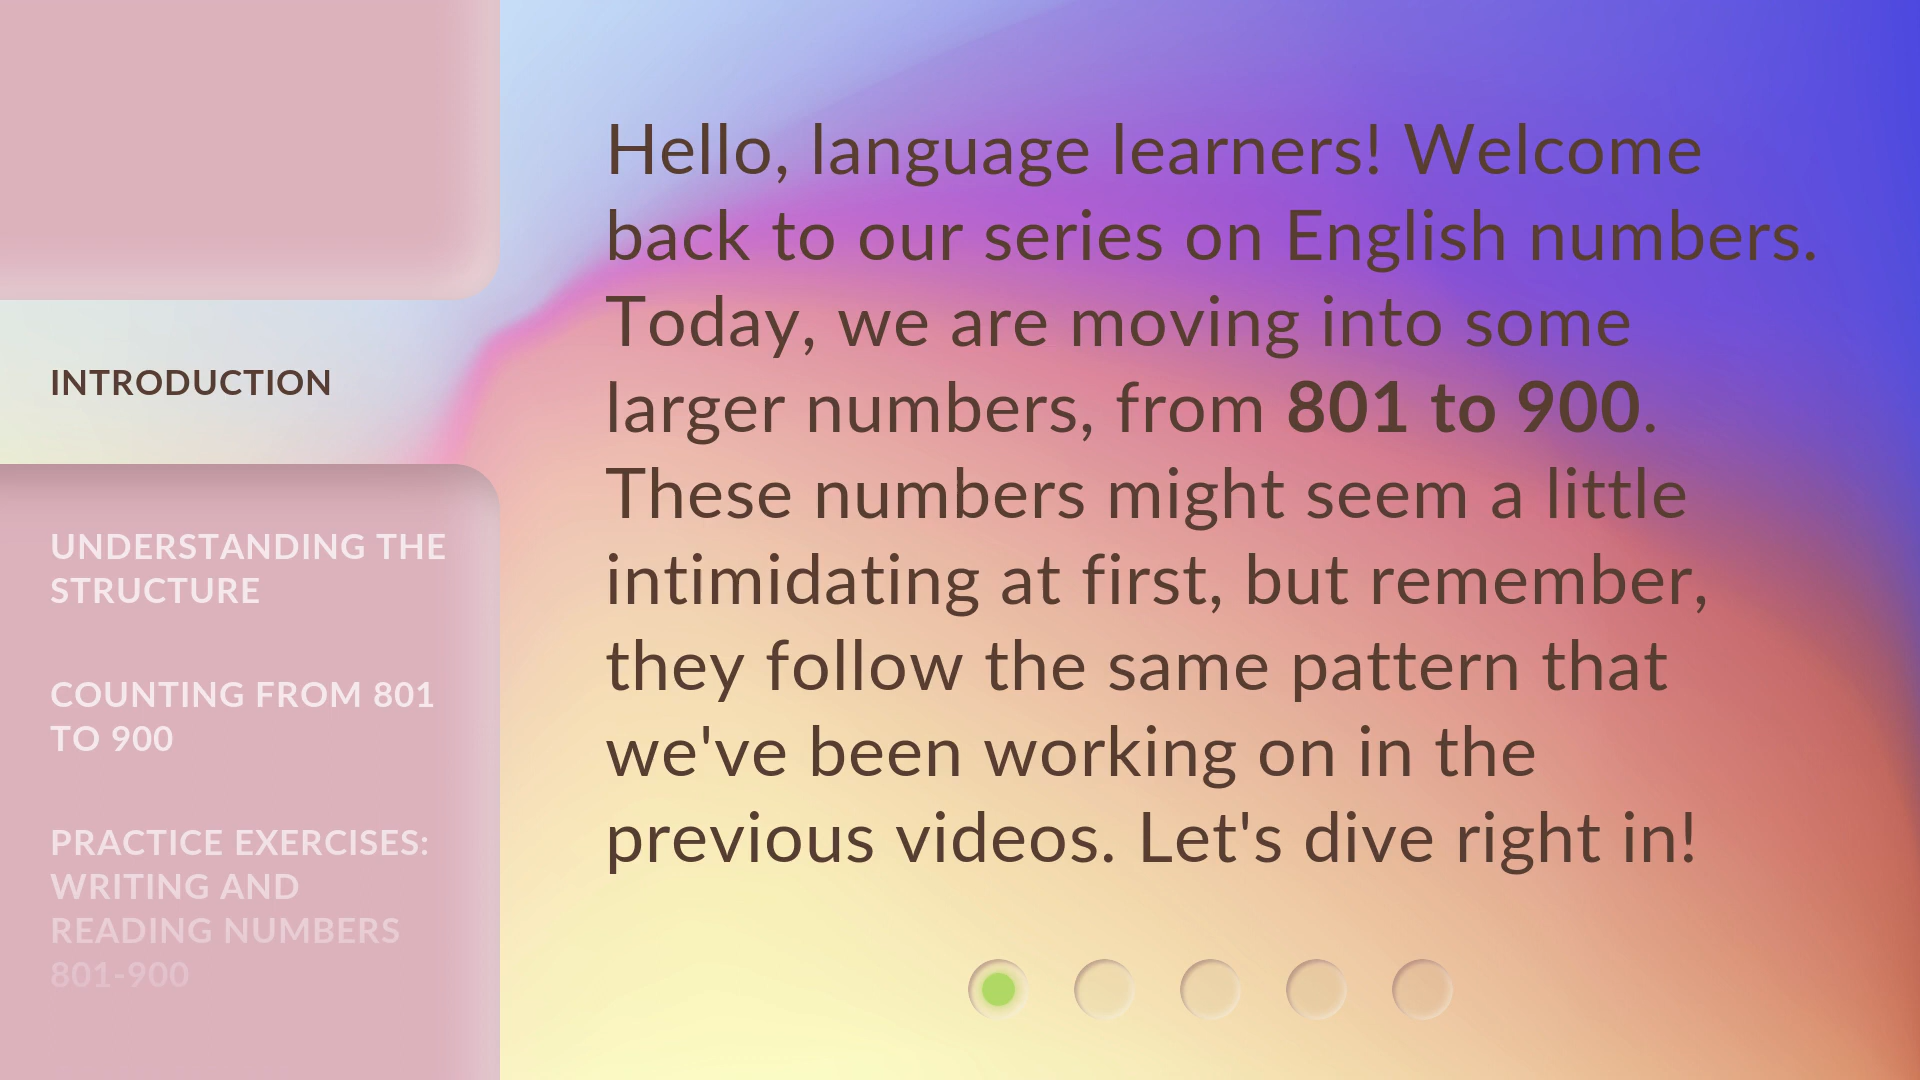 INTRODUCTION
UNDERSTANDING THE
STRUCTURE
COUNTING FROM 801
TO 900
PRACTICE EXERCISES:
WRITING AND
READING NUMBERS
801-900
Hello, language learners! Welcome
back to our series on English numbers.
Today, we are moving into some
larger numbers, from 801 to 900.
These numbers might seem a little
intimidating at first, but remember,
they follow the same pattern that
we've been working on in the
previous videos. Let's dive right in!